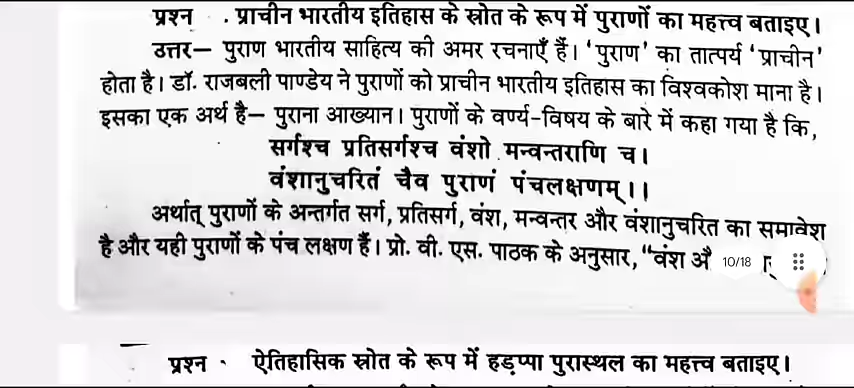 प्रश्न . प्राचीन भारतीय इतिहास के स्रोत के रूप में पुराणों का महत्त्व बताइए।
उत्तर— पुराण भारतीय साहित्य की अमर रचनाएँ हैं। 'पुराण' का तात्पर्य 'प्राचीन'
होता है। डॉ. राजबली पाण्डेय ने पुराणों को प्राचीन भारतीय इतिहास का विश्वकोश माना है।
इसका एक अर्थ है— पुराना आख्यान। पुराणों के वर्ण्य-विषय के बारे में कहा गया है कि,
सर्गश्च प्रतिसर्गश्च वंशो मन्वन्तराणि च।
वंशानुचरितं चैव पुराणं पंचलक्षणम्।।
अर्थात् पुराणों के अन्तर्गत सर्ग, प्रतिसर्ग, वंश, मन्वन्तर और वंशानुचरित का समावेश
है और यही पुराणों के पंच लक्षण हैं। प्रो. वी. एस. पाठक के अनुसार, "वंश 10/18
प्रश्न · ऐतिहासिक स्रोत के रूप में हड़प्पा पुरास्थल का महत्त्व बताइए।